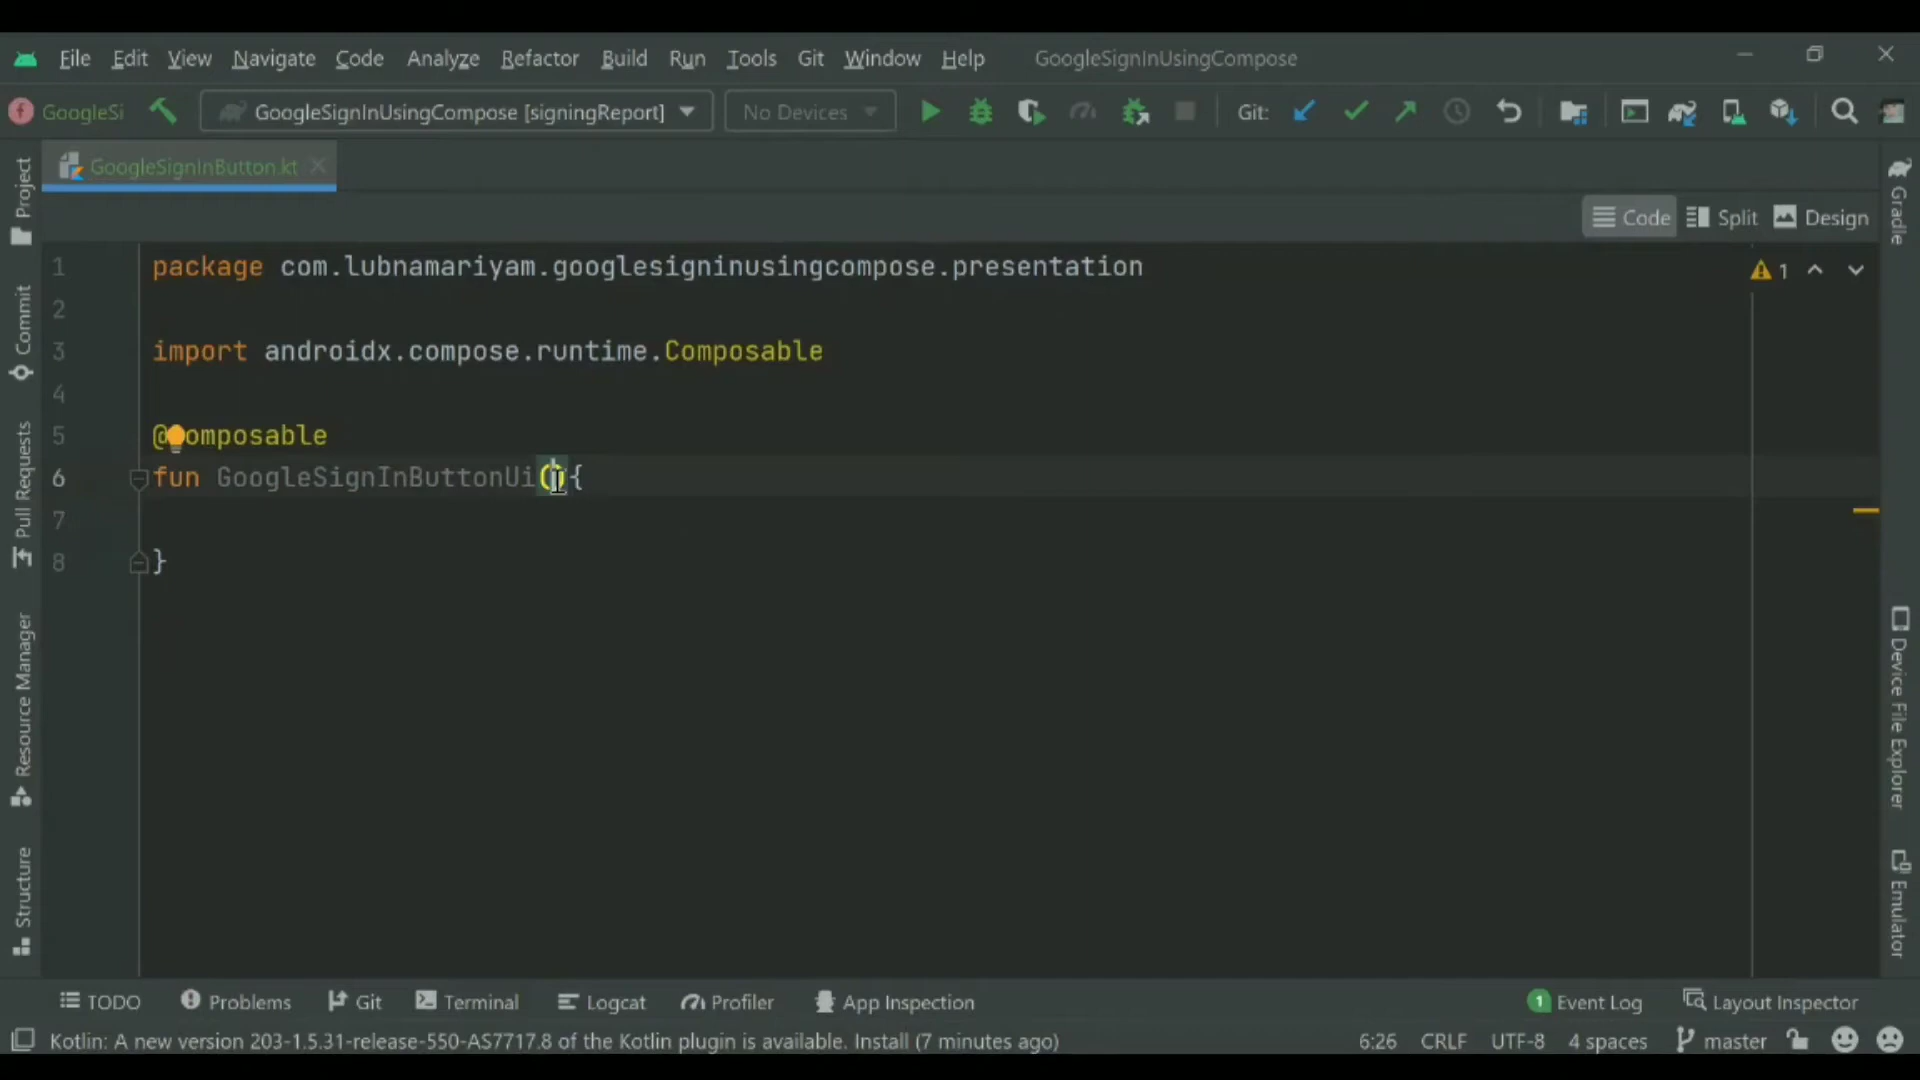 File Edit View Navigate Code Analyze Refactor Build Run Tools Git Window Help GoogleSignInUsingCompose
GoogleSi GoogleSignInUsingCompose [signingReport] No Devices Git:
GoogleSignInButton.kt
Code Split Design
1 package com.lubnamariyam.googlesigninusingcompose.presentation
1
2
3 import androidx.compose.runtime.Composable
4
5 @omposable
6 fun GoogleSignInButtonUi(){
7
8 }
Project
Commit
Pull Requests
Resource Manager
Structure
Gradle
Device File Explorer
Emulator
TODO Problems Git Terminal Logcat Profiler App Inspection 1 Event Log Layout Inspector
Kotlin: A new version 203-1.5.31-release-550-AS7717.8 of the Kotlin plugin is available. Install (7 minutes ago) 6:26 CRLF UTF-8 4 spaces master